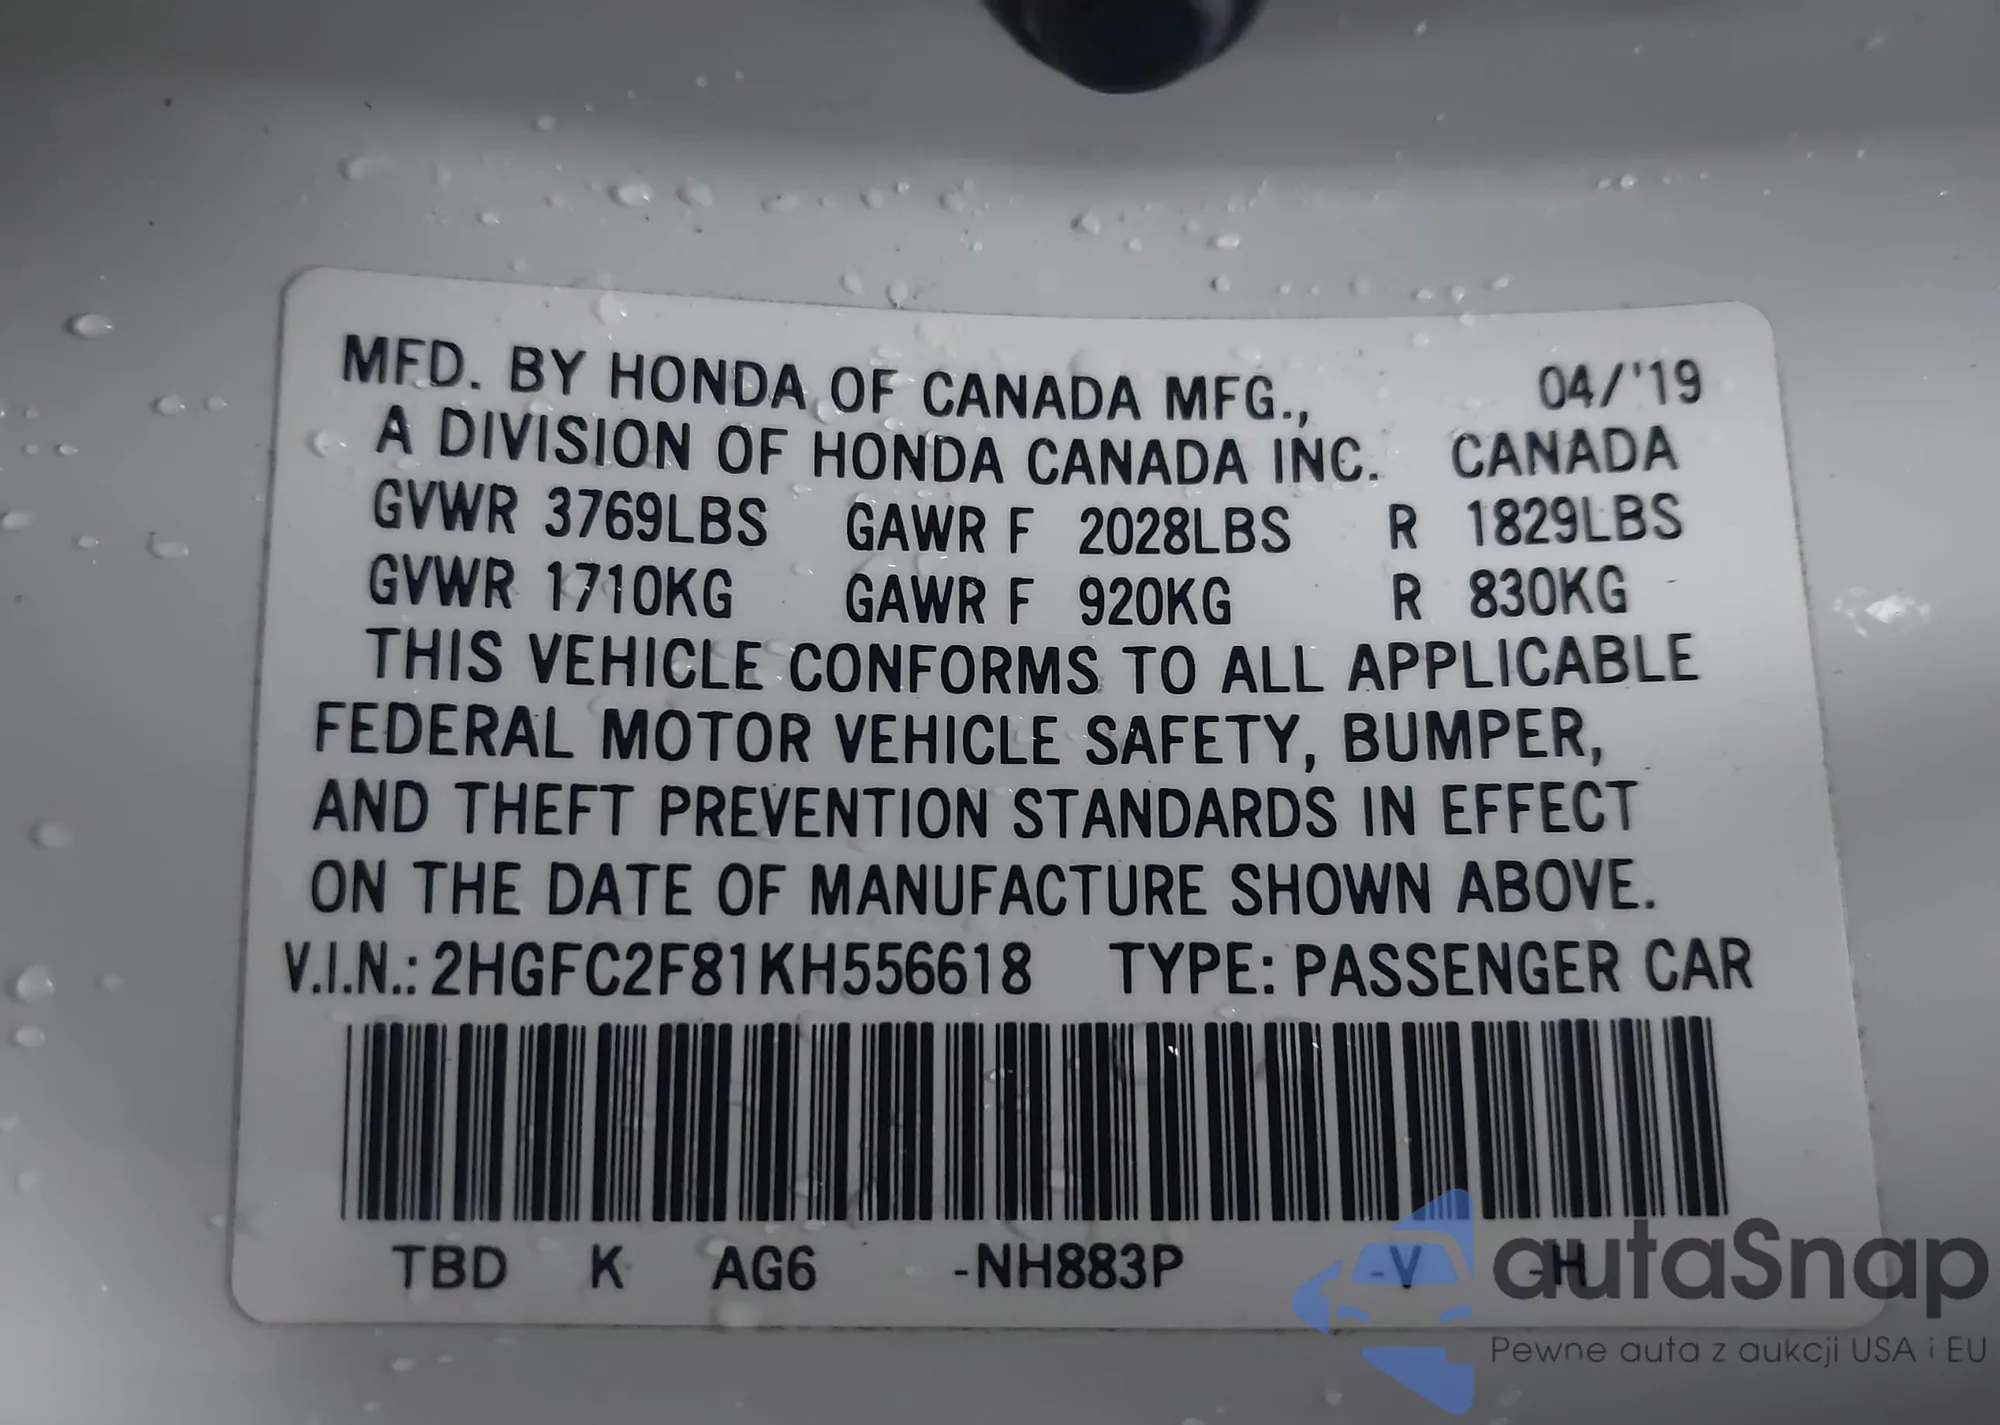 MFD. BY HONDA OF CANADA MFG., 04/'19
A DIVISION OF HONDA CANADA INC. CANADA
GVWR 3769LBS GAWR F 2028LBS R 1829LBS
GVWR 1710KG GAWR F 920KG R 830KG
THIS VEHICLE CONFORMS TO ALL APPLICABLE
FEDERAL MOTOR VEHICLE SAFETY, BUMPER,
AND THEFT PREVENTION STANDARDS IN EFFECT
ON THE DATE OF MANUFACTURE SHOWN ABOVE.
V.I.N.: 2HGFC2F81KH556618 TYPE: PASSENGER CAR
TBD K AG6 -NH883P -V -H
autaSnap
Pewne auta z aukcji USA i EU